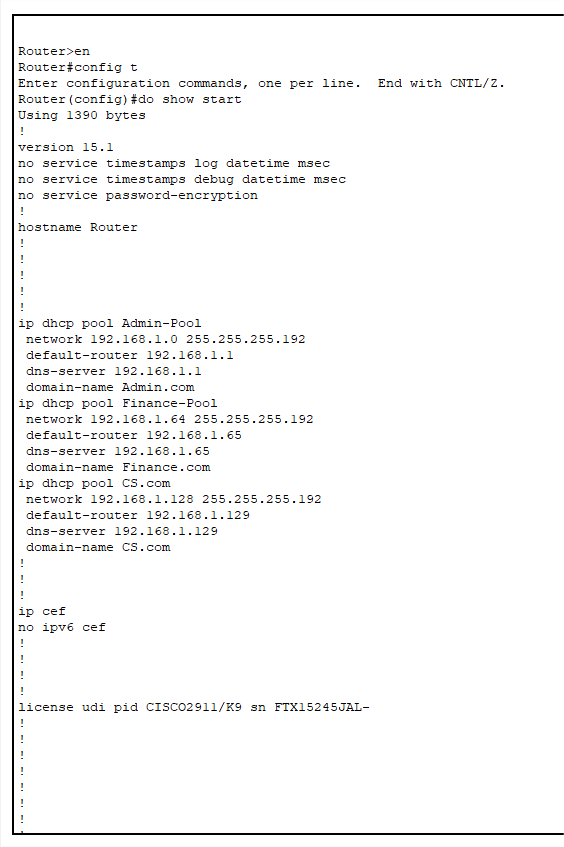 Router>en
Router#config t
Enter configuration commands, one per line.  End with CNTL/Z.
Router(config)#do show start
Using 1390 bytes
!
version 15.1
no service timestamps log datetime msec
no service timestamps debug datetime msec
no service password-encryption
!
hostname Router
!
!
!
!
!
ip dhcp pool Admin-Pool
 network 192.168.1.0 255.255.255.192
 default-router 192.168.1.1
 dns-server 192.168.1.1
 domain-name Admin.com
ip dhcp pool Finance-Pool
 network 192.168.1.64 255.255.255.192
 default-router 192.168.1.65
 dns-server 192.168.1.65
 domain-name Finance.com
ip dhcp pool CS.com
 network 192.168.1.128 255.255.255.192
 default-router 192.168.1.129
 dns-server 192.168.1.129
 domain-name CS.com
!
!
!
ip cef
no ipv6 cef
!
!
!
!
license udi pid CISCO2911/K9 sn FTX15245JAL-
!
!
!
!
!
!
!
!